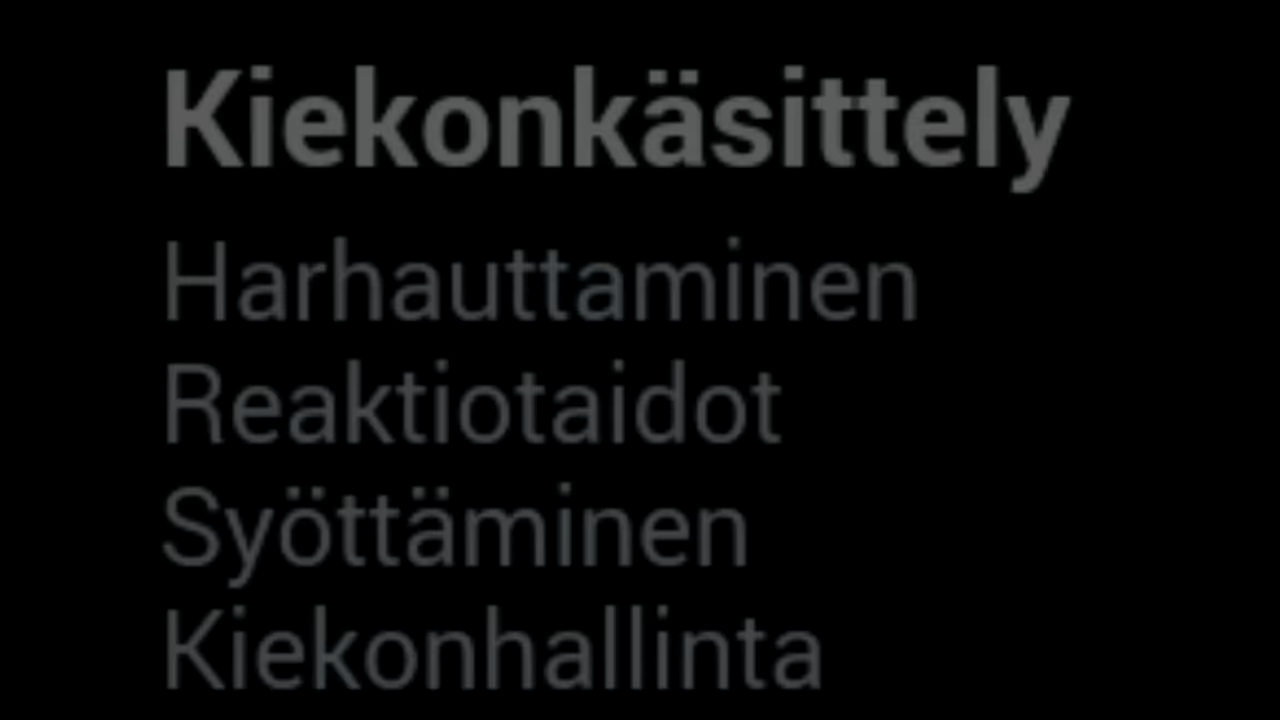 Kiekonkäsittely
Harhauttaminen
Reaktiotaidot
Syöttäminen
Kiekonhallinta